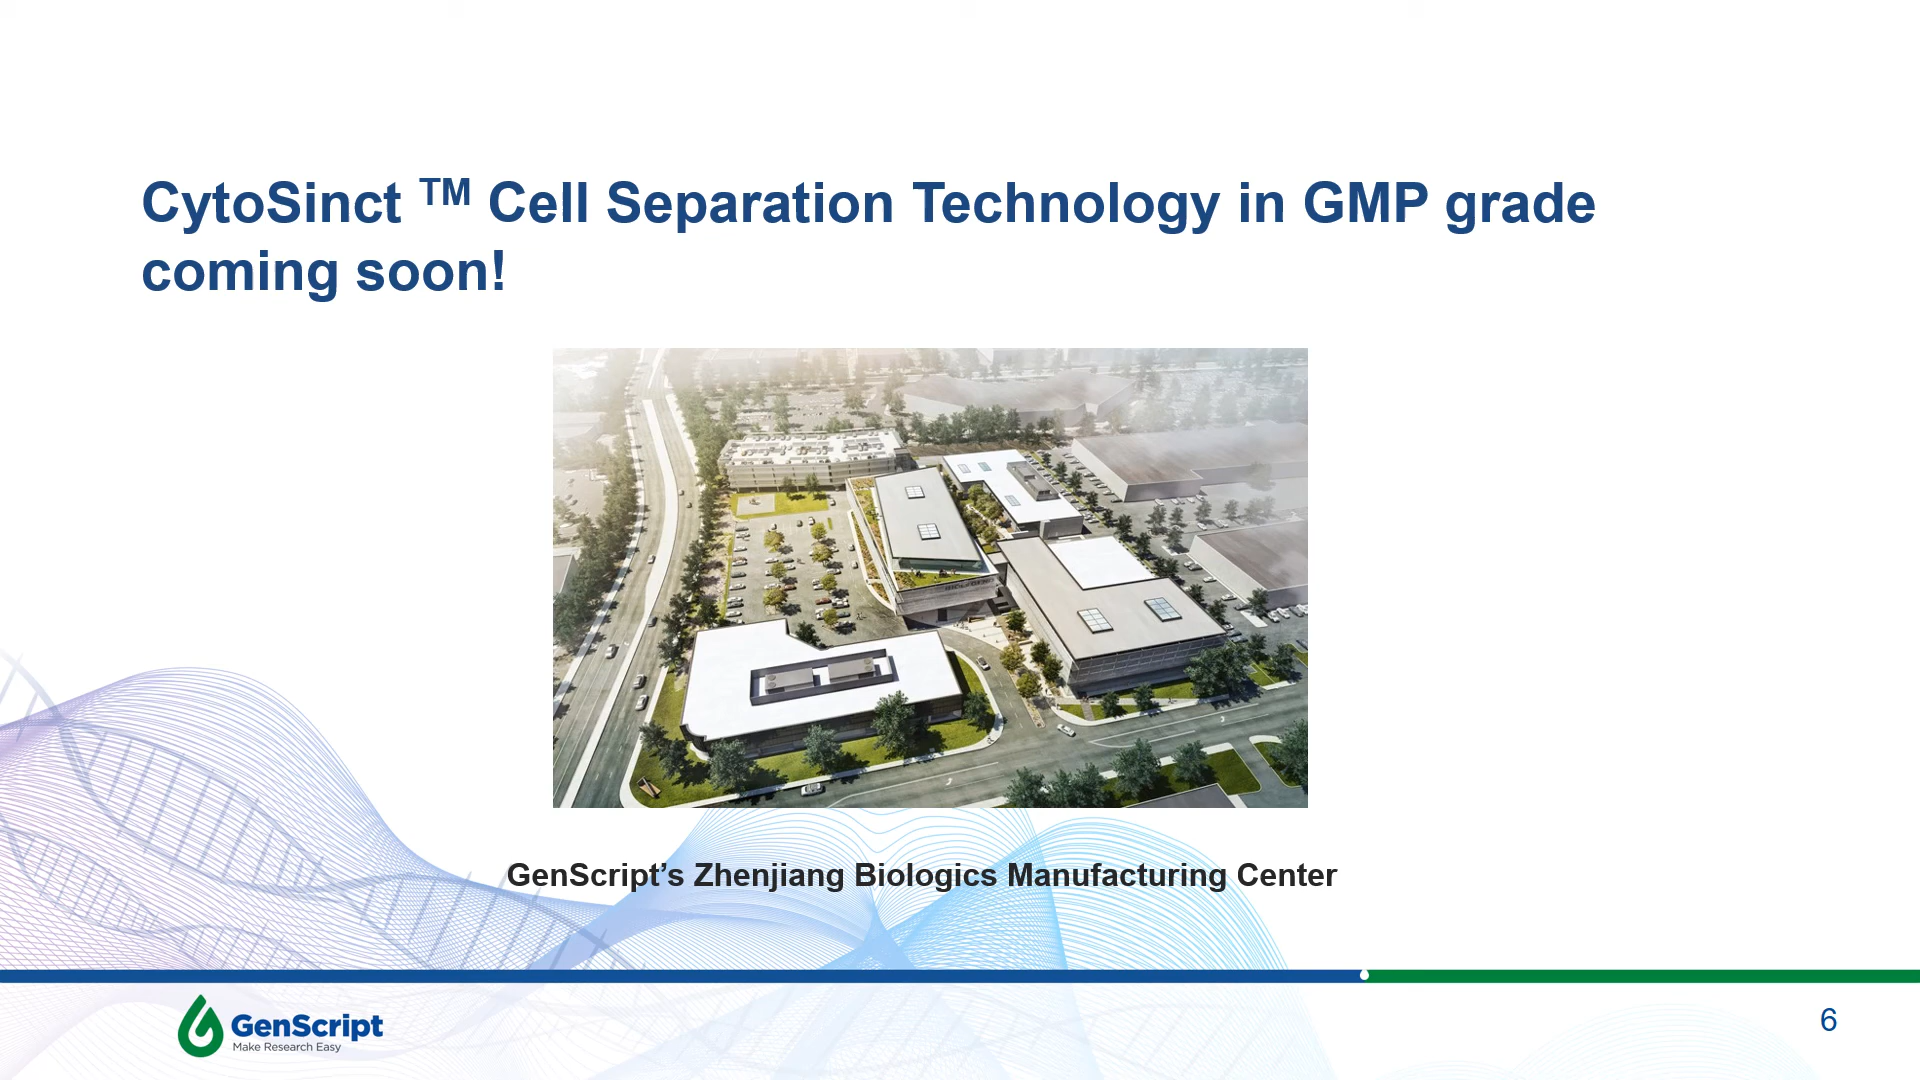 CytoSinct TM Cell Separation Technology in GMP grade
coming soon!
GenScript’s Zhenjiang Biologics Manufacturing Center
GenScript
Make Research Easy
6